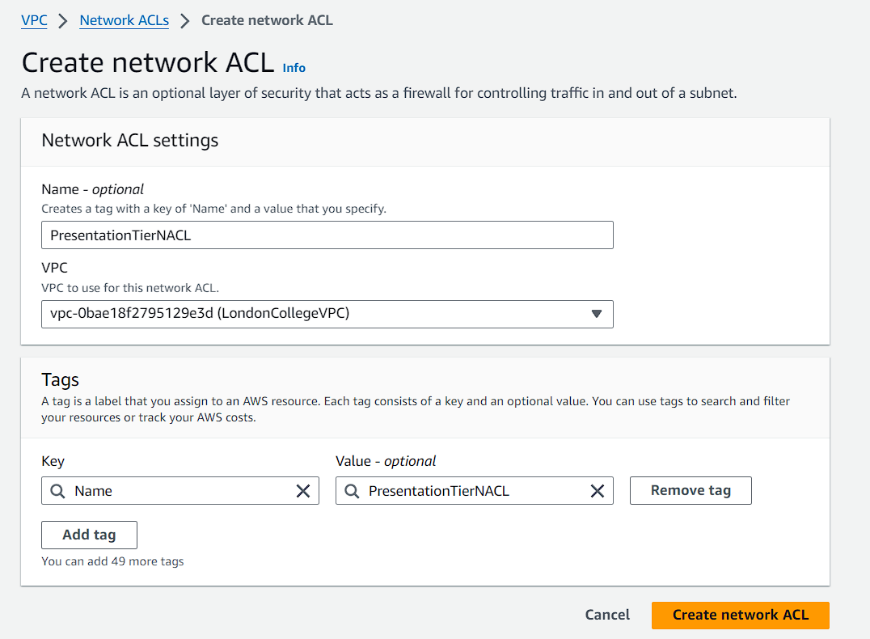 VPC > Network ACLs > Create network ACL
Create network ACL Info
A network ACL is an optional layer of security that acts as a firewall for controlling traffic in and out of a subnet.
Network ACL settings
Name - optional
Creates a tag with a key of 'Name' and a value that you specify.
PresentationTierNACL
VPC
VPC to use for this network ACL.
vpc-0bae18f2795129e3d (LondonCollegeVPC)
Tags
A tag is a label that you assign to an AWS resource. Each tag consists of a key and an optional value. You can use tags to search and filter
your resources or track your AWS costs.
Key Value - optional
Name PresentationTierNACL Remove tag
Add tag
You can add 49 more tags
Cancel Create network ACL